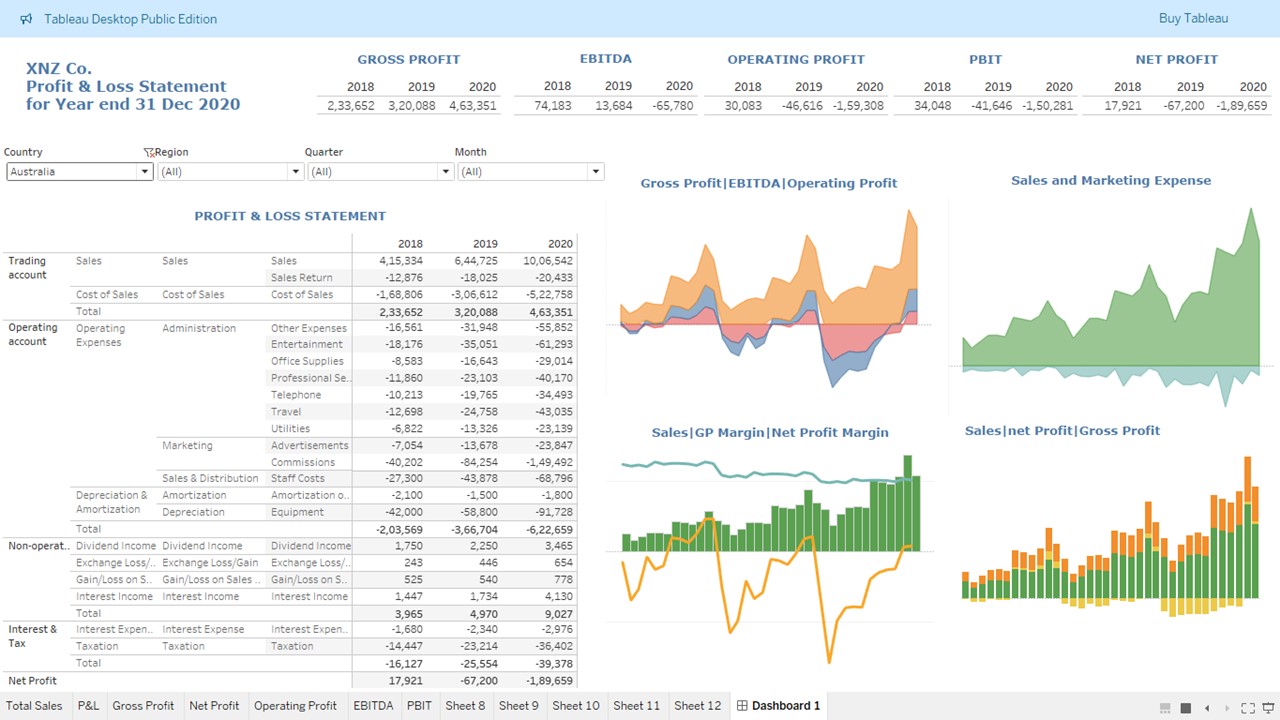 Tableau Desktop Public Edition
Buy Tableau
XNZ Co.
Profit & Loss Statement
for Year end 31 Dec 2020
GROSS PROFIT
2018 2019 2020
2,33,652 3,20,088 4,63,351
EBITDA
2018 2019 2020
74,183 13,684 -65,780
OPERATING PROFIT
2018 2019 2020
30,083 -46,616 -1,59,308
PBIT
2018 2019 2020
34,048 -41,646 -1,50,281
NET PROFIT
2018 2019 2020
17,921 -67,200 -1,89,659
Country Region Quarter Month
Australia (All) (All) (All)
PROFIT & LOSS STATEMENT
2018 2019 2020
Trading account Sales Sales Sales 4,15,334 6,44,725 10,06,542
Sales Return -12,876 -18,025 -20,433
Cost of Sales Cost of Sales Cost of Sales -1,68,806 -3,06,612 -5,22,758
Total 2,33,652 3,20,088 4,63,351
Operating account Operating Expenses Administration Other Expenses -16,561 -31,948 -55,852
Entertainment -18,176 -35,051 -61,293
Office Supplies -8,583 -16,643 -29,014
Professional Se.. -11,860 -23,103 -40,170
Telephone -10,213 -19,765 -34,493
Travel -12,698 -24,758 -43,035
Utilities -6,822 -13,326 -23,139
Marketing Advertisements -7,054 -13,678 -23,847
Commissions -40,202 -84,254 -1,49,492
Sales & Distribution Staff Costs -27,300 -43,878 -68,796
Depreciation & Amortization Amortization Amortization o.. -2,100 -1,500 -1,800
Depreciation Equipment -42,000 -58,800 -91,728
Total -2,03,569 -3,66,704 -6,22,659
Non-operat.. Dividend Income Dividend Income Dividend Income 1,750 2,250 3,465
Exchange Loss/.. Exchange Loss/Gain Exchange Loss/.. 243 446 654
Gain/Loss on S.. Gain/Loss on Sales .. Gain/Loss on S.. 525 540 778
Interest Income Interest Income Interest Income 1,447 1,734 4,130
Total 3,965 4,970 9,027
Interest & Tax Interest Expen.. Interest Expense Interest Expen.. -1,680 -2,340 -2,976
Taxation Taxation Taxation -14,447 -23,214 -36,402
Total -16,127 -25,554 -39,378
Net Profit 17,921 -67,200 -1,89,659
Gross Profit|EBITDA|Operating Profit
Sales and Marketing Expense
Sales|GP Margin|Net Profit Margin
Sales|net Profit|Gross Profit
Total Sales P&L Gross Profit Net Profit Operating Profit EBITDA PBIT Sheet 8 Sheet 9 Sheet 10 Sheet 11 Sheet 12 Dashboard 1